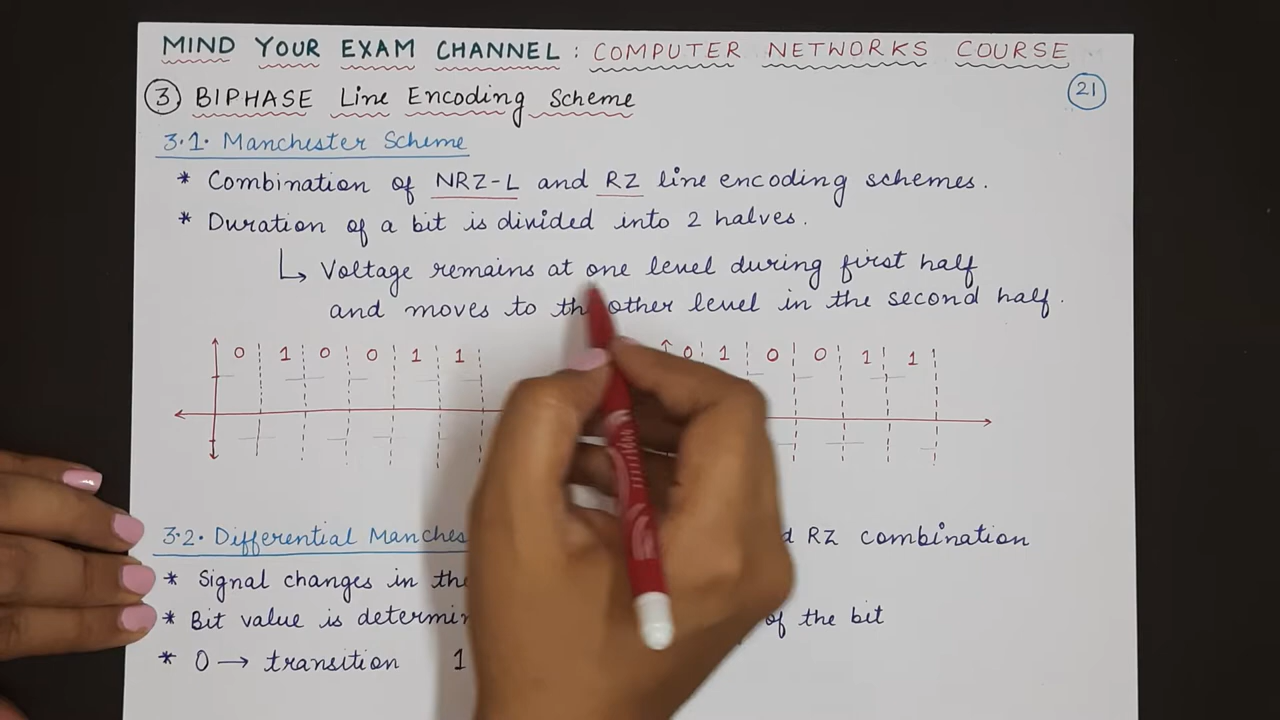 MIND YOUR EXAM CHANNEL : COMPUTER NETWORKS COURSE
21
3 BIPHASE Line Encoding Scheme
3.1. Manchester Scheme
* Combination of NRZ-L and RZ line encoding schemes.
* Duration of a bit is divided into 2 halves.
↳ Voltage remains at one level during first half
and moves to the other level in the second half.
0 1 0 0 1 1
0 1 0 0 1 1
3.2. Differential RZ combination
* Signal changes in
* Bit value is of the bit
* 0 → transition 1